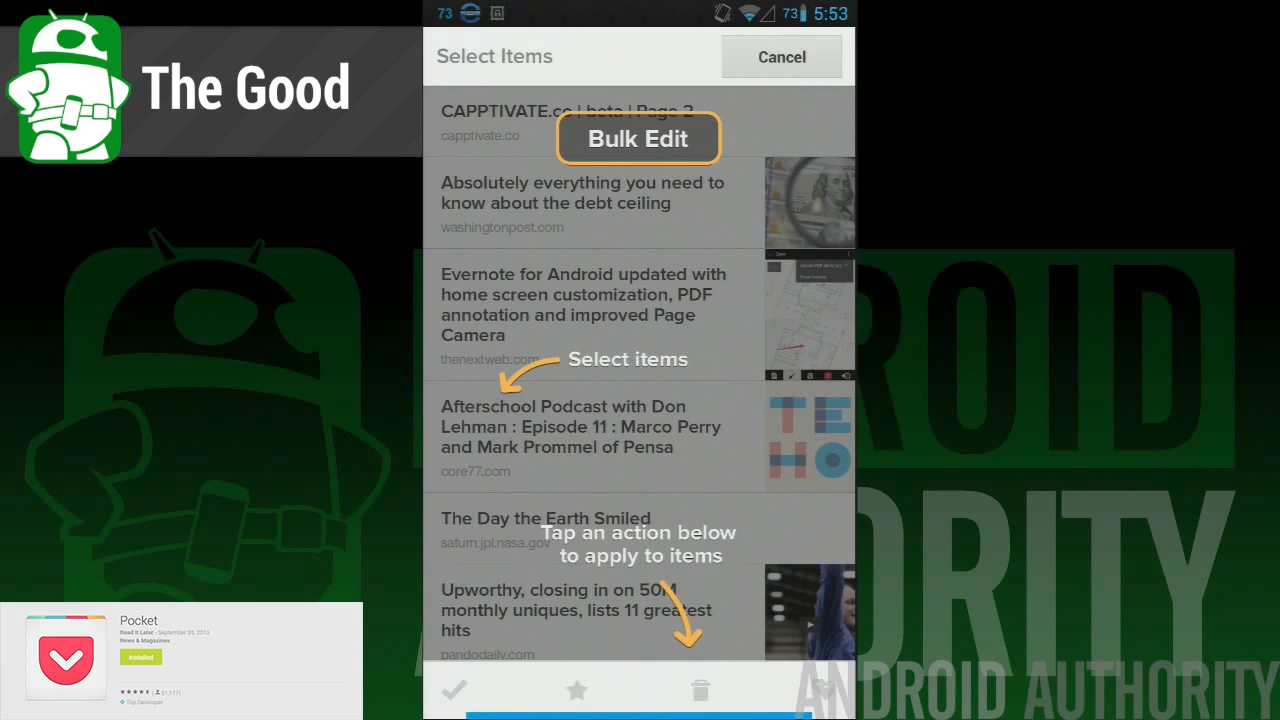 The Good
73
73
5:53
Select Items
Cancel
CAPPTIVATE.co | beta | Page 2
capptivate.co
Bulk Edit
Absolutely everything you need to
know about the debt ceiling
washingtonpost.com
Evernote for Android updated with
home screen customization, PDF
annotation and improved Page
Camera
thenextweb.com
Select items
Afterschool Podcast with Don
Lehman : Episode 11 : Marco Perry
and Mark Prommel of Pensa
core77.com
TE
HO
The Day the Earth Smiled
saturn.jpl.nasa.gov
Tap an action below
to apply to items
Upworthy, closing in on 50M
monthly uniques, lists 11 greatest
hits
pandodaily.com
Pocket
Read It Later - September 26, 2013
News & Magazines
Installed
Top Developer
ANDROID AUTHORITY